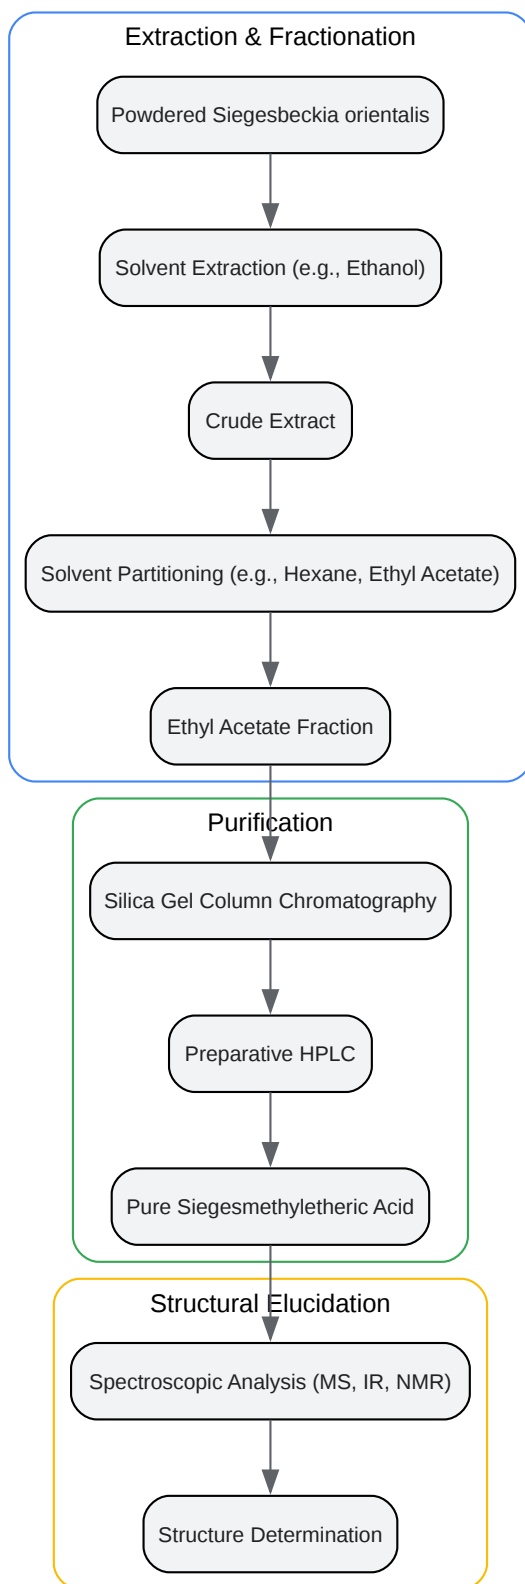 Extraction & Fractionation
Powdered Siegesbeckia orientalis
Solvent Extraction (e.g., Ethanol)
Crude Extract
Solvent Partitioning (e.g., Hexane, Ethyl Acetate)
Ethyl Acetate Fraction
Purification
Silica Gel Column Chromatography
Preparative HPLC
Pure Siegesmethyletheric Acid
Structural Elucidation
Spectroscopic Analysis (MS, IR, NMR)
Structure Determination